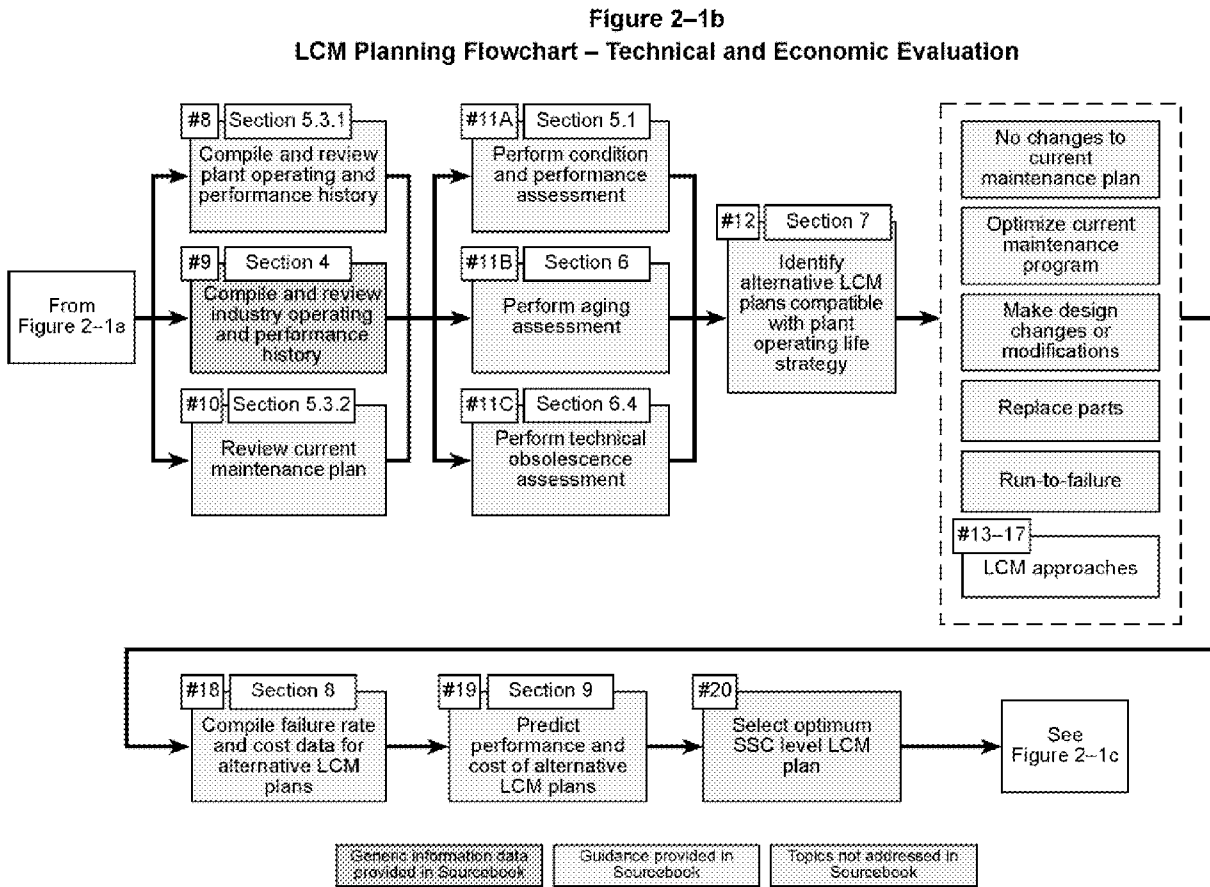 Figure 2–1b
LCM Planning Flowchart – Technical and Economic Evaluation
#8 Section 5.3.1
Compile and review
plant operating and
performance history
#9 Section 4
Compile and review
industry operating
and performance
history
#10 Section 5.3.2
Review current
maintenance plan
From
Figure 2–1a
#11A Section 5.1
Perform condition
and performance
assessment
#11B Section 6
Perform aging
assessment
#11C Section 6.4
Perform technical
obsolescence
assessment
#12 Section 7
Identify
alternative LCM
plans compatible
with plant
operating life
strategy
No changes to
current
maintenance plan
Optimize current
maintenance
program
Make design
changes or
modifications
Replace parts
Run-to-failure
#13–17
LCM approaches
#18 Section 8
Compile failure rate
and cost data for
alternative LCM
plans
#19 Section 9
Predict
performance and
cost of alternative
LCM plans
#20
Select optimum
SSC level LCM
plan
See
Figure 2–1c
Generic information data
provided in Sourcebook
Guidance provided in
Sourcebook
Topics not addressed in
Sourcebook